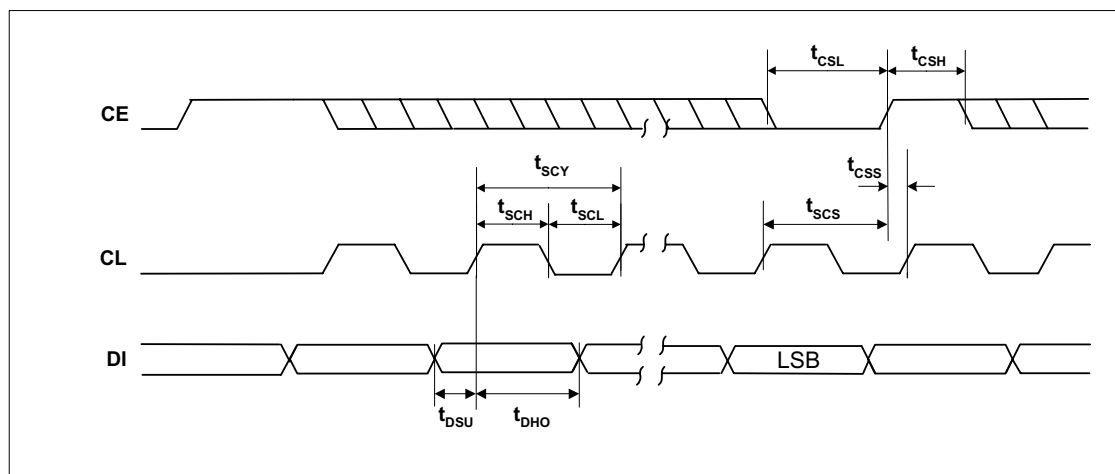 tCSL tCSH
CE
tSCY
tCSS
tSCH tSCL tSCS
CL
DI LSB
tDSU tDHO